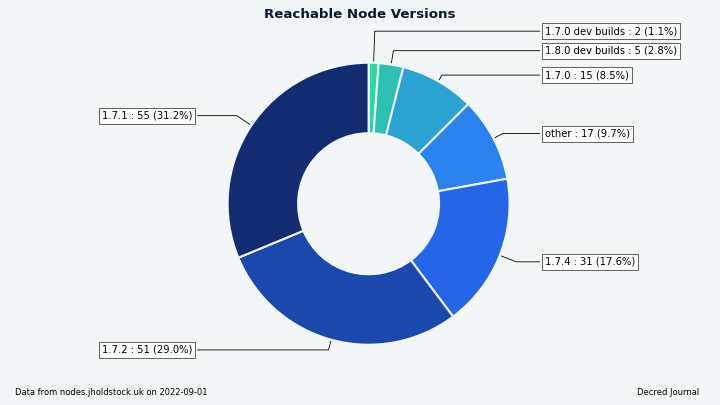 Reachable Node Versions
1.7.0 dev builds : 2 (1.1%)
1.8.0 dev builds : 5 (2.8%)
1.7.0 : 15 (8.5%)
1.7.1 : 55 (31.2%)
other : 17 (9.7%)
1.7.4 : 31 (17.6%)
1.7.2 : 51 (29.0%)
Data from nodes.jholdstock.uk on 2022-09-01
Decred Journal